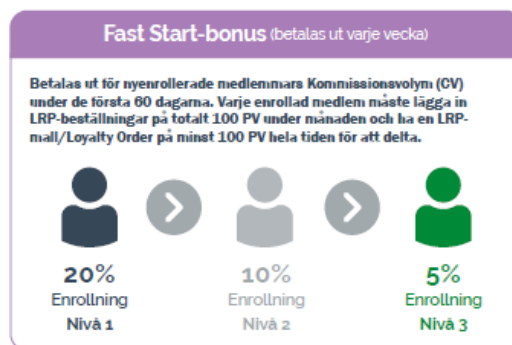 Fast Start-bonus (betalas ut varje vecka)
Betalas ut för nyenrollerade medlemmars Kommissionsvolym (CV)
under de första 60 dagarna. Varje enrollad medlem måste lägga in
LRP-beställningar på totalt 100 PV under månaden och ha en LRP-
mall/Loyalty Order på minst 100 PV hela tiden för att delta.
20% 10% 5%
Enrollning Enrollning Enrollning
Nivå 1 Nivå 2 Nivå 3